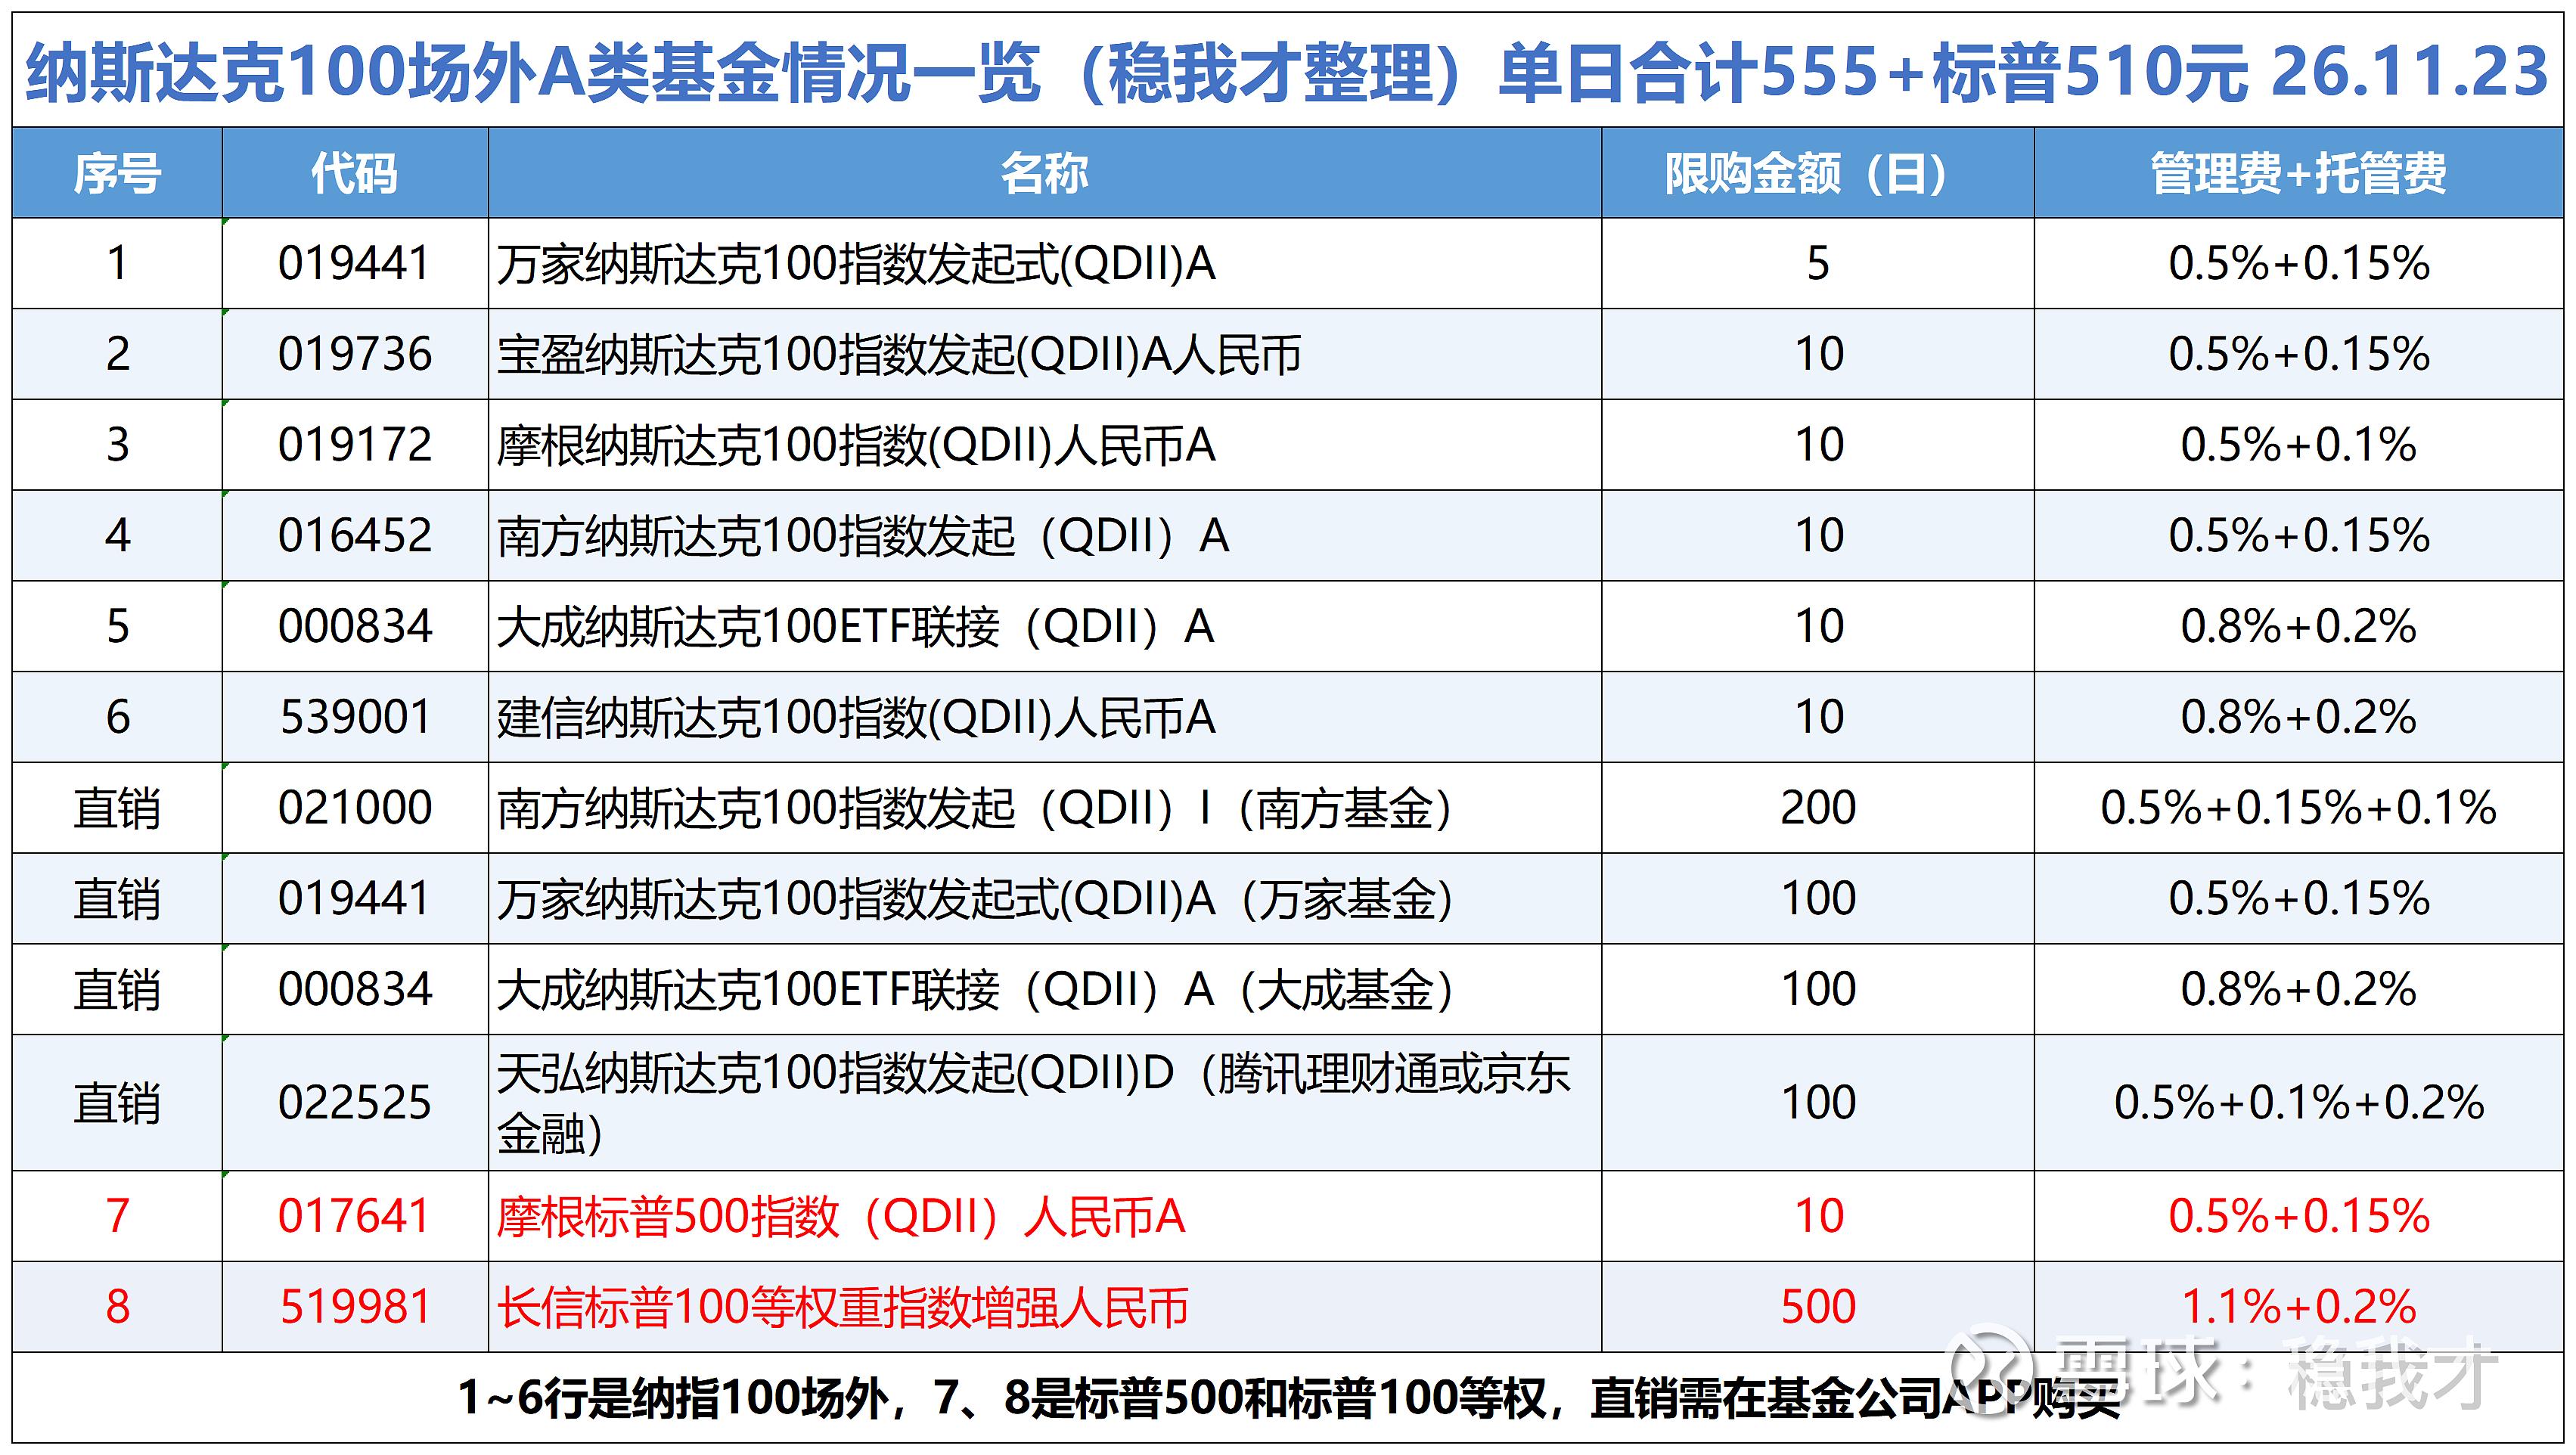 纳斯达克100场外A类基金情况一览（稳我才整理）单日合计555+标普510元 26.11.23
序号 代码 名称 限购金额（日） 管理费+托管费
1 019441 万家纳斯达克100指数发起式(QDII)A 5 0.5%+0.15%
2 019736 宝盈纳斯达克100指数发起(QDII)A人民币 10 0.5%+0.15%
3 019172 摩根纳斯达克100指数(QDII)人民币A 10 0.5%+0.1%
4 016452 南方纳斯达克100指数发起（QDII）A 10 0.5%+0.15%
5 000834 大成纳斯达克100ETF联接（QDII）A 10 0.8%+0.2%
6 539001 建信纳斯达克100指数(QDII)人民币A 10 0.8%+0.2%
直销 021000 南方纳斯达克100指数发起（QDII）I（南方基金） 200 0.5%+0.15%+0.1%
直销 019441 万家纳斯达克100指数发起式(QDII)A（万家基金） 100 0.5%+0.15%
直销 000834 大成纳斯达克100ETF联接（QDII）A（大成基金） 100 0.8%+0.2%
直销 022525 天弘纳斯达克100指数发起(QDII)D（腾讯理财通或京东
金融） 100 0.5%+0.1%+0.2%
7 017641 摩根标普500指数（QDII）人民币A 10 0.5%+0.15%
8 519981 长信标普100等权重指数增强人民币 500 1.1%+0.2%
1~6行是纳指100场外，7、8是标普500和标普100等权，直销需在基金公司APP购买
雪球：稳我才